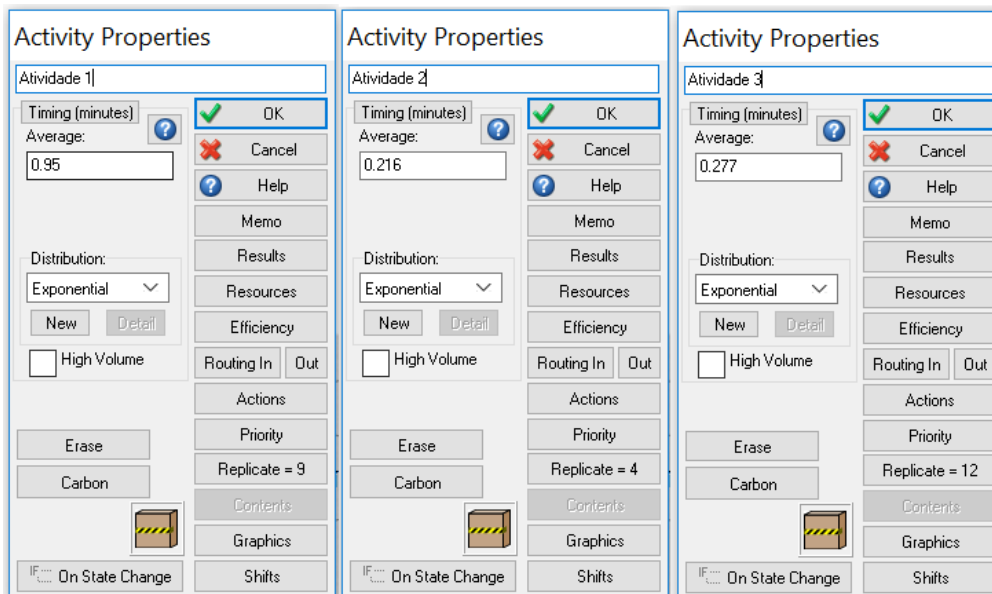 Activity Properties
Atividade 1
Timing (minutes)
Average:
0.95
Distribution:
Exponential
New
Detail
High Volume
Erase
Carbon
IF
On State Change
OK
Cancel
Help
Memo
Results
Resources
Efficiency
Routing In
Out
Actions
Priority
Replicate = 9
Contents
Graphics
Shifts
Activity Properties
Atividade 2
Timing (minutes)
Average:
0.216
Distribution:
Exponential
New
Detail
High Volume
Erase
Carbon
IF
On State Change
OK
Cancel
Help
Memo
Results
Resources
Efficiency
Routing In
Out
Actions
Priority
Replicate = 4
Contents
Graphics
Shifts
Activity Properties
Atividade 3
Timing (minutes)
Average:
0.277
Distribution:
Exponential
New
Detail
High Volume
Erase
Carbon
IF
On State Change
OK
Cancel
Help
Memo
Results
Resources
Efficiency
Routing In
Out
Actions
Priority
Replicate = 12
Contents
Graphics
Shifts